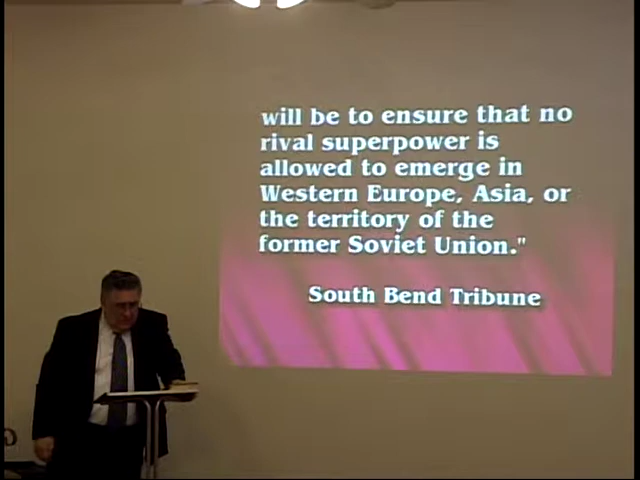 will be to ensure that no
rival superpower is
allowed to emerge in
Western Europe, Asia, or
the territory of the
former Soviet Union."
South Bend Tribune